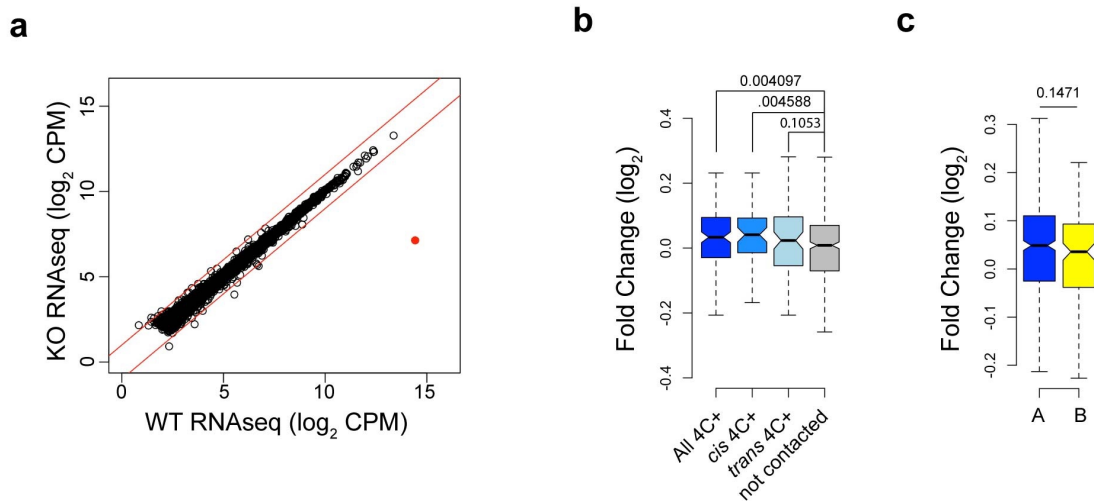 a
KO RNAseq (log2 CPM)
15
10
5
0
0 5 10 15
WT RNAseq (log2 CPM)
b
Fold Change (log2)
0.4
0.2
0.0
-0.2
-0.4
0.004097
.004588
0.1053
All 4C+
cis 4C+
trans 4C+
not contacted
c
Fold Change (log2)
0.3
0.2
0.1
0.0
-0.1
-0.2
0.1471
A B